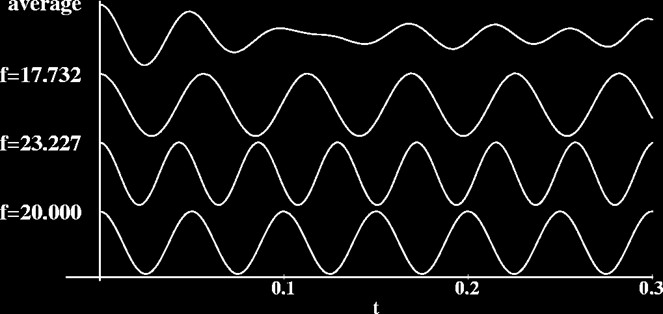 average
f=17.732
f=23.227
f=20.000
0.1 0.2 0.3
t